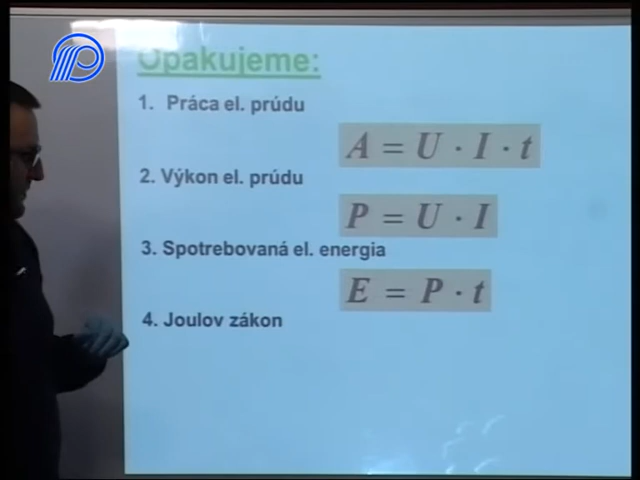 Opakujeme:
1. Práca el. prúdu
A = U · I · t
2. Výkon el. prúdu
P = U · I
3. Spotrebovaná el. energia
E = P · t
4. Joulov zákon